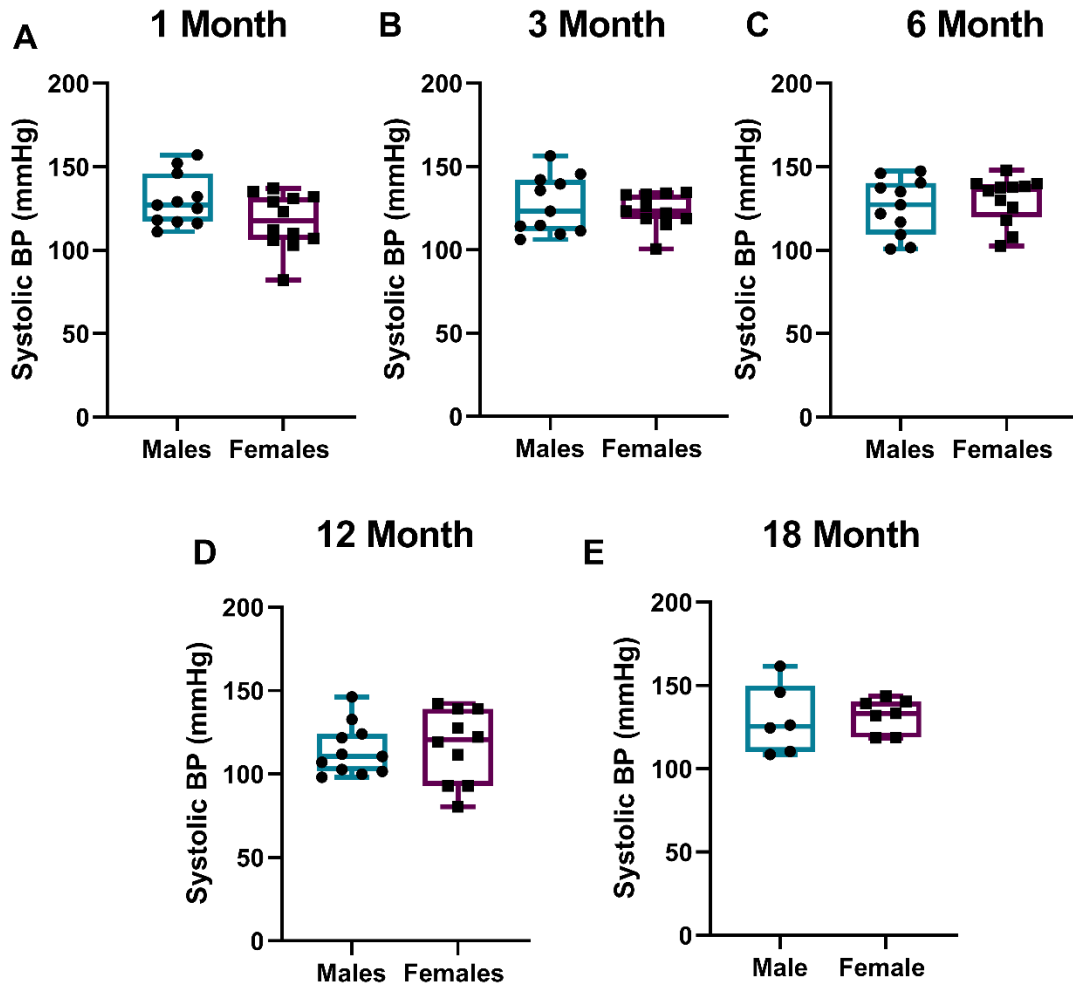 A
1 Month
Systolic BP (mmHg)
200
150
100
50
0
Males
Females
B
3 Month
Systolic BP (mmHg)
200
150
100
50
0
Males
Females
C
6 Month
Systolic BP (mmHg)
200
150
100
50
0
Males
Females
D
12 Month
Systolic BP (mmHg)
200
150
100
50
0
Males
Females
E
18 Month
Systolic BP (mmHg)
200
150
100
50
0
Male
Female